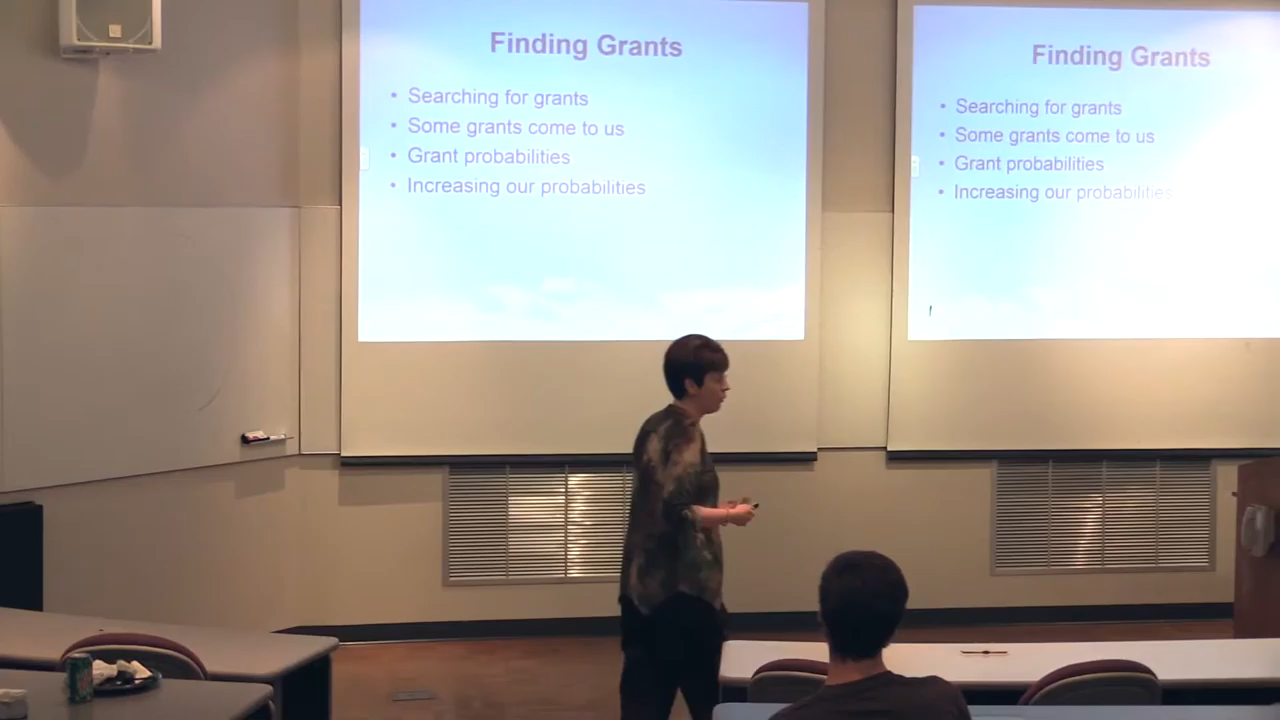 Finding Grants
• Searching for grants
• Some grants come to us
• Grant probabilities
• Increasing our probabilities
Finding Grants
• Searching for grants
• Some grants come to us
• Grant probabilities
• Increasing our probabilities